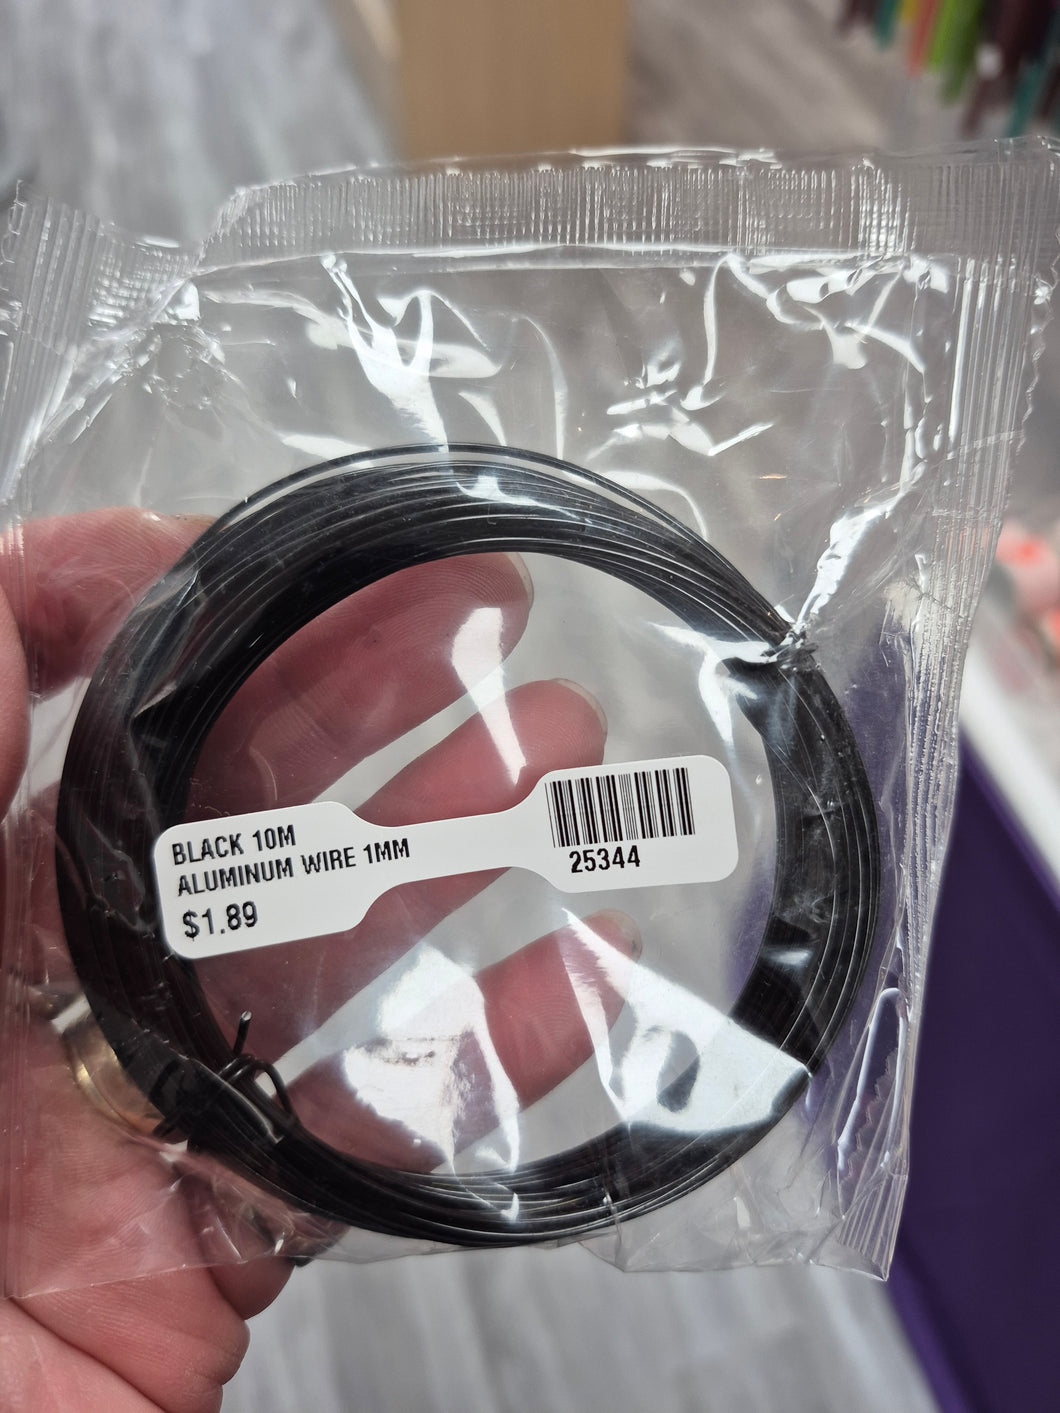 BLACK 10M
ALUMINUM WIRE 1MM
$1.89
25344